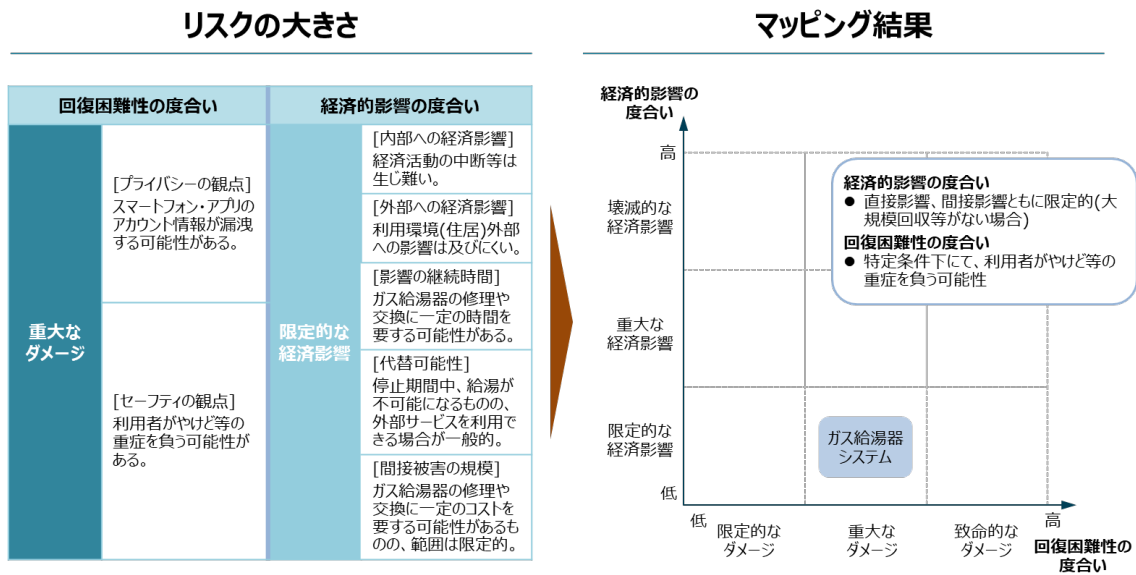 リスクの大きさ
回復困難性の度合い
経済的影響の度合い
重大な
ダメージ
[プライバシーの観点]
スマートフォン・アプリの
アカウント情報が漏洩
する可能性がある。
[セーフティの観点]
利用者がやけど等の
重症を負う可能性が
ある。
限定的な
経済影響
[内部への経済影響]
経済活動の中断等は
生じ難い。
[外部への経済影響]
利用環境(住居)外部
への影響は及びにくい。
[影響の継続時間]
ガス給湯器の修理や
交換に一定の時間を
要する可能性がある。
[代替可能性]
停止期間中、給湯が
不可能になるものの、
外部サービスを利用で
きる場合が一般的。
[間接被害の規模]
ガス給湯器の修理や
交換に一定のコストを
要する可能性があるも
のの、範囲は限定的。
マッピング結果
経済的影響の
度合い
高
壊滅的な
経済影響
重大な
経済影響
限定的な
経済影響
低
経済的影響の度合い
● 直接影響、間接影響ともに限定的(大
規模回収等がない場合)
回復困難性の度合い
● 特定条件下にて、利用者がやけど等の
重症を負う可能性
ガス給湯器
システム
低
限定的な
ダメージ
重大な
ダメージ
致命的な
ダメージ
高
回復困難性の
度合い